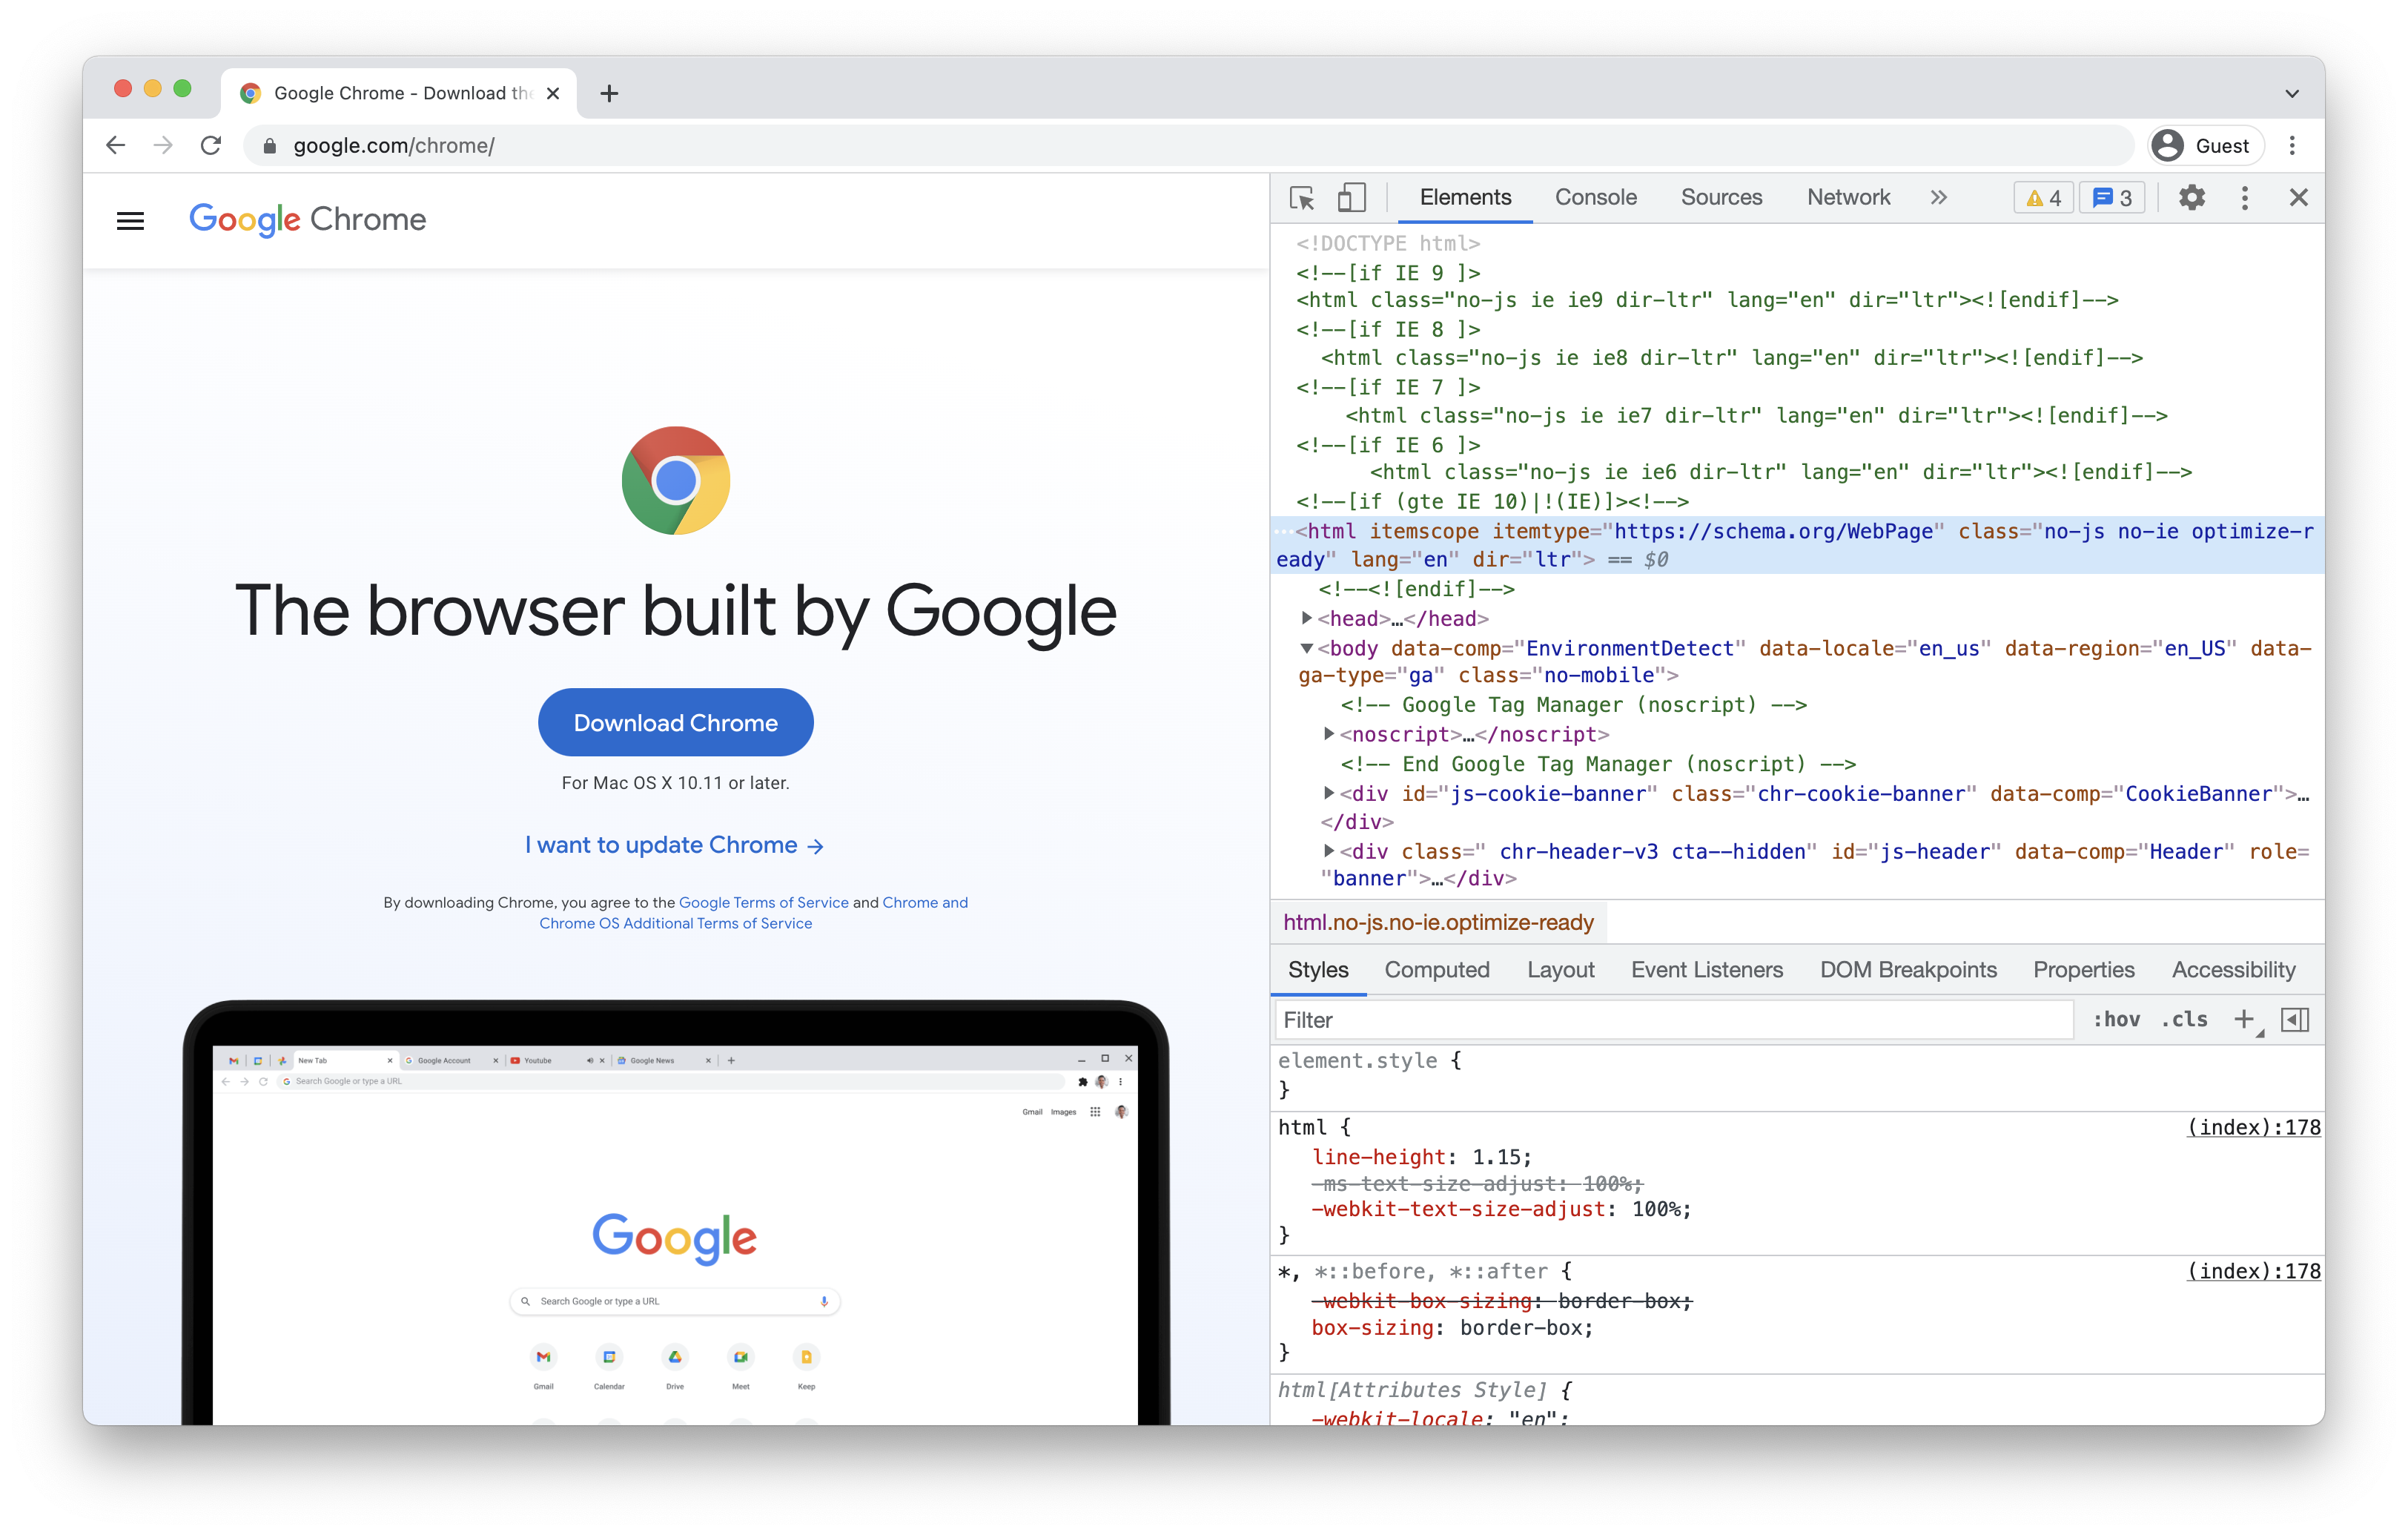 Google Chrome - Download the
google.com/chrome/
Guest
Google Chrome
The browser built by Google
Download Chrome
For Mac OS X 10.11 or later.
I want to update Chrome →
By downloading Chrome, you agree to the Google Terms of Service and Chrome and
Chrome OS Additional Terms of Service
New Tab Google Account Youtube Google News
Search Google or type a URL
Gmail Images
Google
Search Google or type a URL
Gmail Calendar Drive Meet Keep
Elements Console Sources Network » 4 3
<!DOCTYPE html>
<!--[if IE 9 ]>
<html class="no-js ie ie9 dir-ltr" lang="en" dir="ltr"><![endif]-->
<!--[if IE 8 ]>
<html class="no-js ie ie8 dir-ltr" lang="en" dir="ltr"><![endif]-->
<!--[if IE 7 ]>
<html class="no-js ie ie7 dir-ltr" lang="en" dir="ltr"><![endif]-->
<!--[if IE 6 ]>
<html class="no-js ie ie6 dir-ltr" lang="en" dir="ltr"><![endif]-->
<!--[if (gte IE 10)|!(IE)]><!-->
…<html itemscope itemtype="https://schema.org/WebPage" class="no-js no-ie optimize-r
eady" lang="en" dir="ltr"> == $0
<!--<![endif]-->
<head>…</head>
<body data-comp="EnvironmentDetect" data-locale="en_us" data-region="en_US" data-
ga-type="ga" class="no-mobile">
<!-- Google Tag Manager (noscript) -->
<noscript>…</noscript>
<!-- End Google Tag Manager (noscript) -->
<div id="js-cookie-banner" class="chr-cookie-banner" data-comp="CookieBanner">…
</div>
<div class=" chr-header-v3 cta--hidden" id="js-header" data-comp="Header" role=
"banner">…</div>
html.no-js.no-ie.optimize-ready
Styles Computed Layout Event Listeners DOM Breakpoints Properties Accessibility
Filter :hov .cls +
element.style {
}
html { (index):178
line-height: 1.15;
-ms-text-size-adjust: 100%;
-webkit-text-size-adjust: 100%;
}
*, *::before, *::after { (index):178
-webkit-box-sizing: border-box;
box-sizing: border-box;
}
html[Attributes Style] {
-webkit-locale: "en";